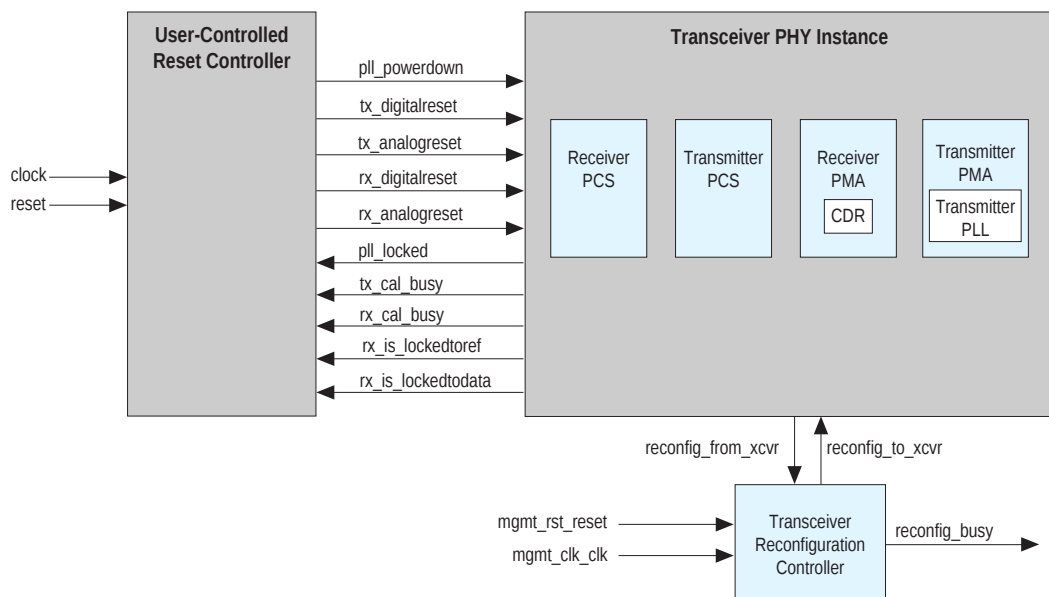 User-Controlled
Reset Controller
Transceiver PHY Instance
clock
reset
pll_powerdown
tx_digitalreset
tx_analogreset
rx_digitalreset
rx_analogreset
pll_locked
tx_cal_busy
rx_cal_busy
rx_is_lockedtoref
rx_is_lockedtodata
Receiver
PCS
Transmitter
PCS
Receiver
PMA
CDR
Transmitter
PMA
Transmitter
PLL
reconfig_from_xcvr
reconfig_to_xcvr
mgmt_rst_reset
mgmt_clk_clk
Transceiver
Reconfiguration
Controller
reconfig_busy